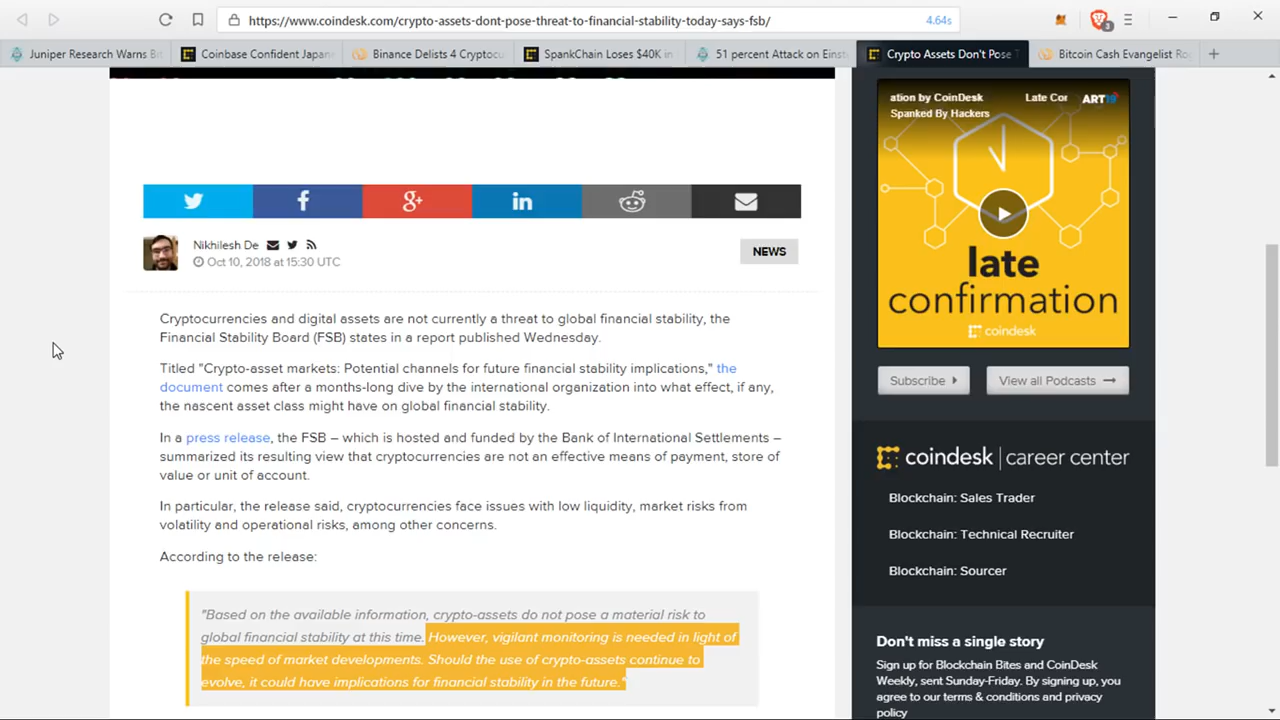 https://www.coindesk.com/crypto-assets-dont-pose-threat-to-financial-stability-today-says-fsb/
4.64s
3
Juniper Research Warns B
Coinbase Confident Japane
Binance Delists 4 Cryptocu
SpankChain Loses $40K in
51 percent Attack on Einst
Crypto Assets Don't Pose T
Bitcoin Cash Evangelist Ro
Nikhilesh De
Oct 10, 2018 at 15:30 UTC
NEWS
Cryptocurrencies and digital assets are not currently a threat to global financial stability, the
Financial Stability Board (FSB) states in a report published Wednesday.
Titled "Crypto-asset markets: Potential channels for future financial stability implications," the
document comes after a months-long dive by the international organization into what effect, if any,
the nascent asset class might have on global financial stability.
In a press release, the FSB – which is hosted and funded by the Bank of International Settlements –
summarized its resulting view that cryptocurrencies are not an effective means of payment, store of
value or unit of account.
In particular, the release said, cryptocurrencies face issues with low liquidity, market risks from
volatility and operational risks, among other concerns.
According to the release:
"Based on the available information, crypto-assets do not pose a material risk to
global financial stability at this time. However, vigilant monitoring is needed in light of
the speed of market developments. Should the use of crypto-assets continue to
evolve, it could have implications for financial stability in the future."
ation by CoinDesk
Late Cor
ART19
Spanked By Hackers
late
confirmation
coindesk
Subscribe
View all Podcasts
coindesk | career center
Blockchain: Sales Trader
Blockchain: Technical Recruiter
Blockchain: Sourcer
Don't miss a single story
Sign up for Blockchain Bites and CoinDesk
Weekly, sent Sunday-Friday. By signing up, you
agree to our terms & conditions and privacy
policy